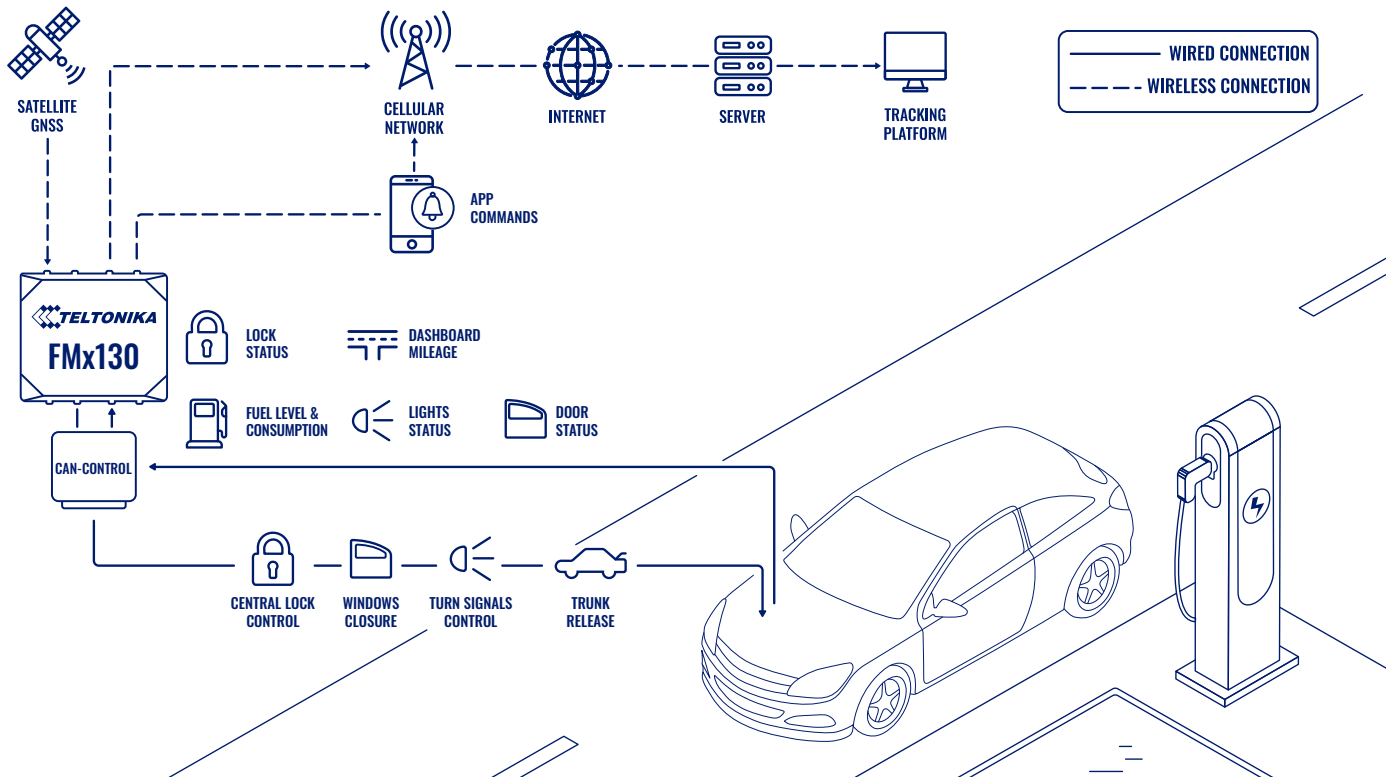 WIRED CONNECTION
WIRELESS CONNECTION
SATELLITE
GNSS
CELLULAR
NETWORK
INTERNET
SERVER
TRACKING
PLATFORM
APP
COMMANDS
TELTONIKA
FMx130
LOCK
STATUS
DASHBOARD
MILEAGE
FUEL LEVEL &
CONSUMPTION
LIGHTS
STATUS
DOOR
STATUS
CAN-CONTROL
CENTRAL LOCK
CONTROL
WINDOWS
CLOSURE
TURN SIGNALS
CONTROL
TRUNK
RELEASE